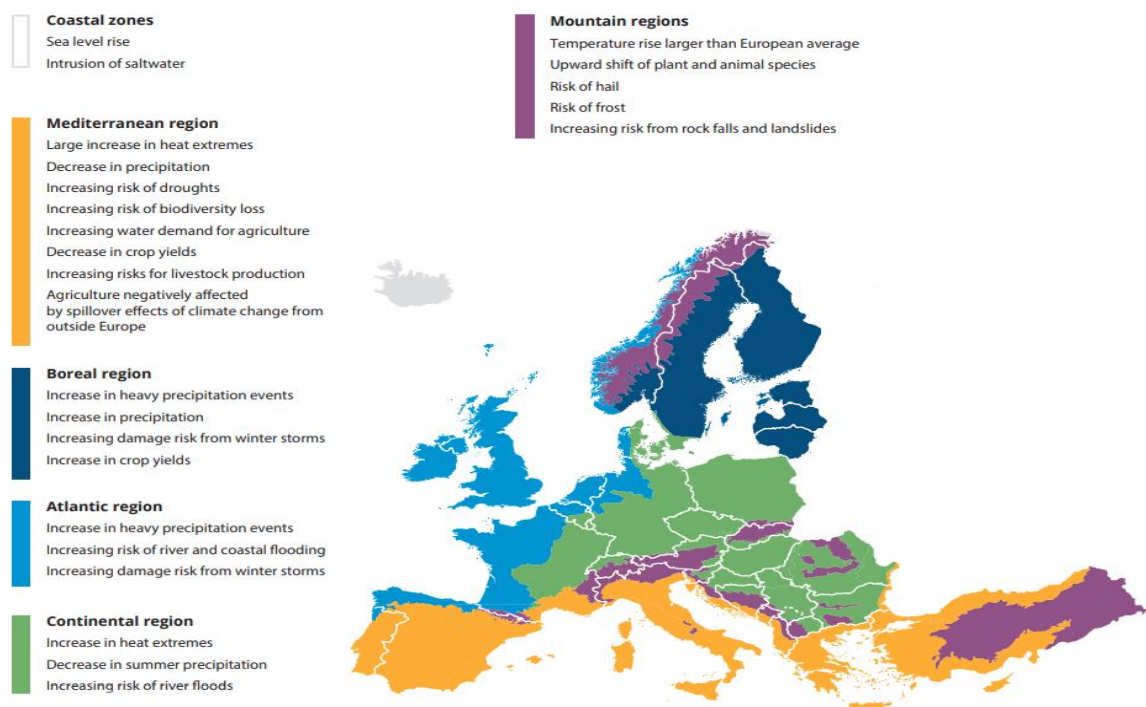 Coastal zones
Sea level rise
Intrusion of saltwater
Mediterranean region
Large increase in heat extremes
Decrease in precipitation
Increasing risk of droughts
Increasing risk of biodiversity loss
Increasing water demand for agriculture
Decrease in crop yields
Increasing risks for livestock production
Agriculture negatively affected
by spillover effects of climate change from
outside Europe
Boreal region
Increase in heavy precipitation events
Increase in precipitation
Increasing damage risk from winter storms
Increase in crop yields
Atlantic region
Increase in heavy precipitation events
Increasing risk of river and coastal flooding
Increasing damage risk from winter storms
Continental region
Increase in heat extremes
Decrease in summer precipitation
Increasing risk of river floods
Mountain regions
Temperature rise larger than European average
Upward shift of plant and animal species
Risk of hail
Risk of frost
Increasing risk from rock falls and landslides